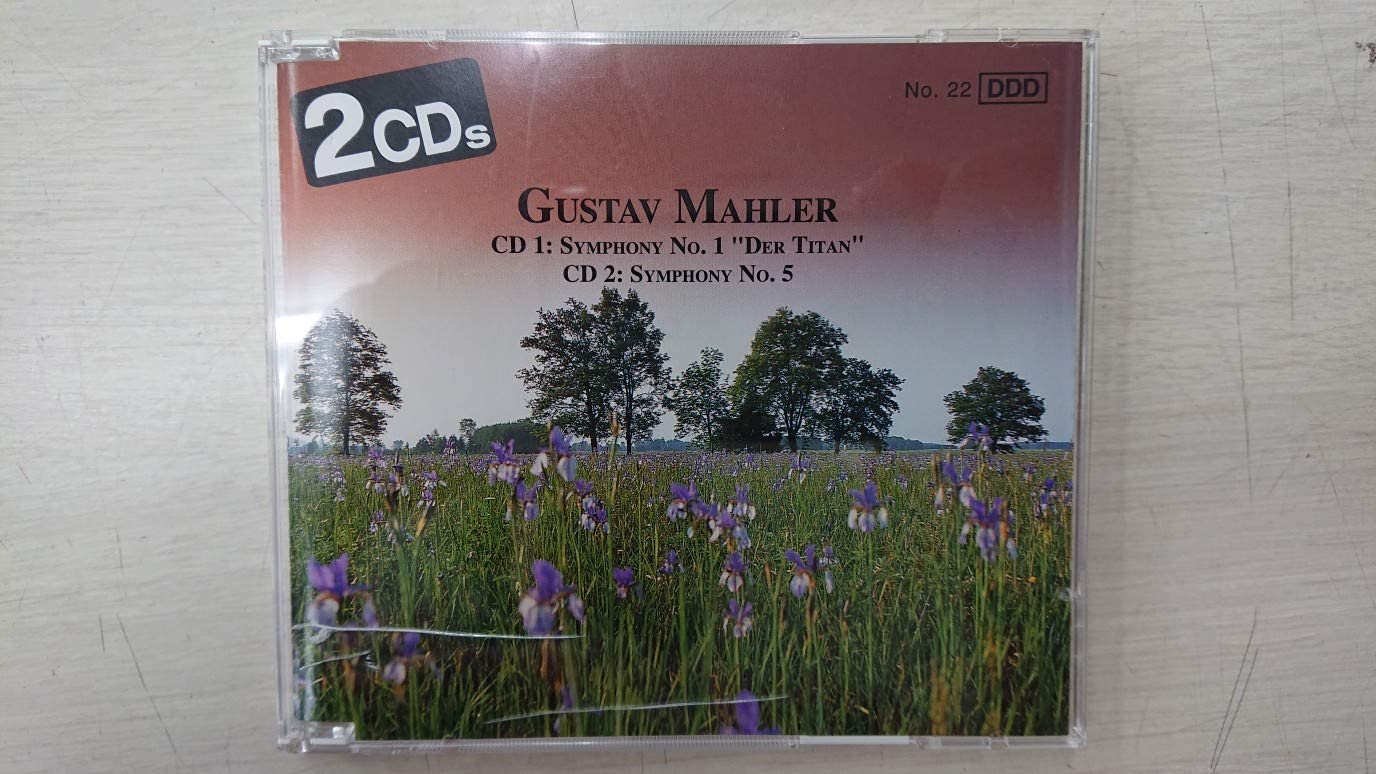 2CDs
No. 22 DDD
GUSTAV MAHLER
CD 1: SYMPHONY NO. 1 "DER TITAN"
CD 2: SYMPHONY NO. 5